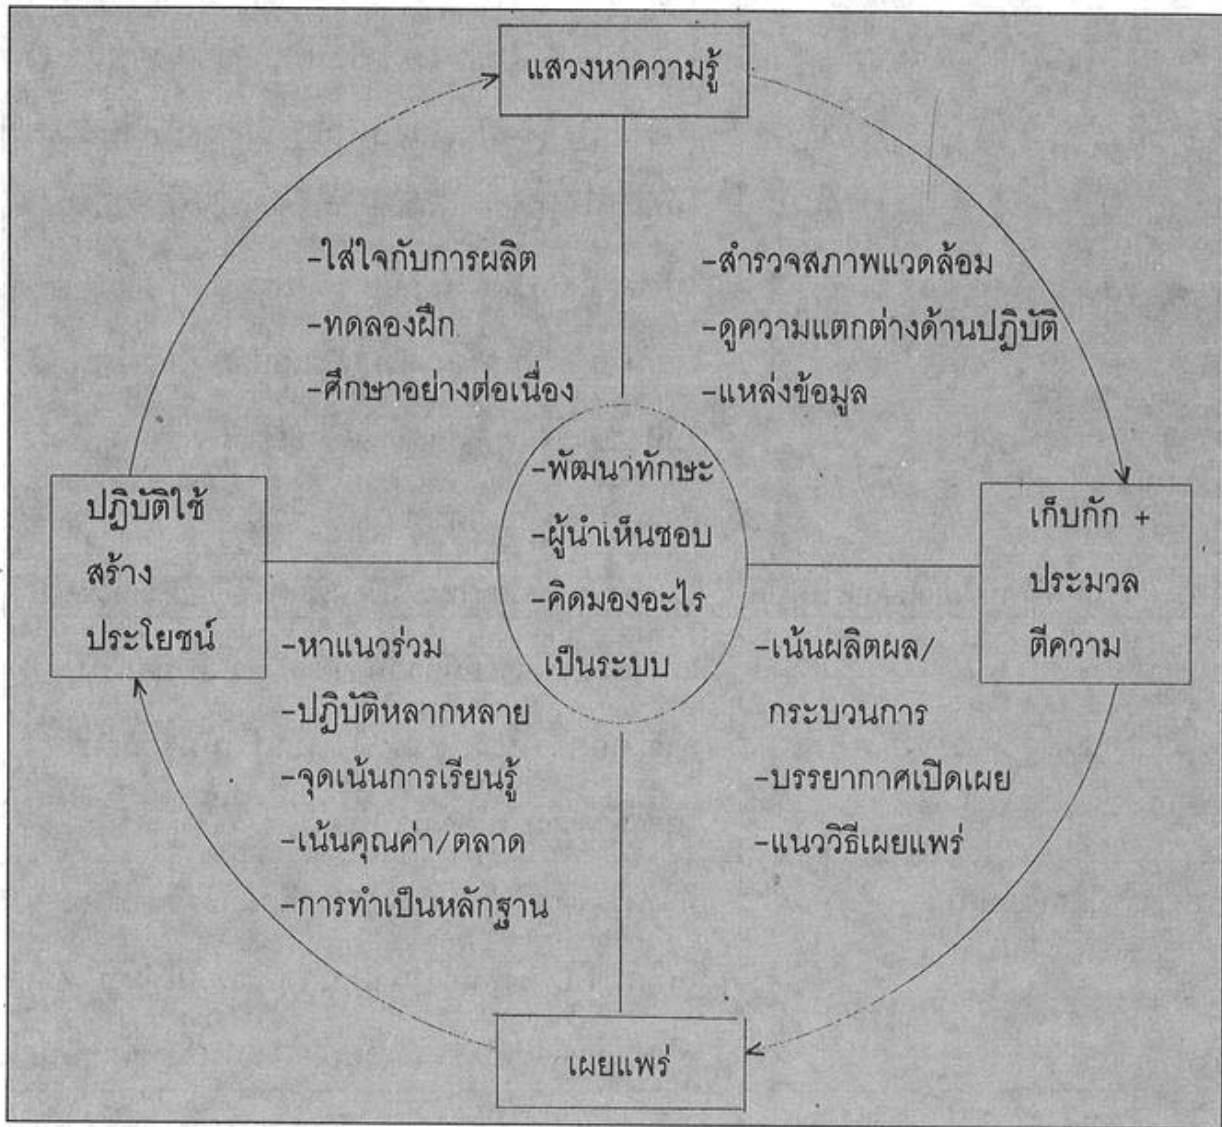 แสวงหาความรู้
-ใส่ใจกับการผลิต
-ทดลองฝึก
-ศึกษาอย่างต่อเนื่อง
-สำรวจสภาพแวดล้อม
-ดูความแตกต่างด้านปฏิบัติ
-แหล่งข้อมูล
ปฏิบัติใช้
สร้าง
ประโยชน์
-พัฒนาทักษะ
-ผู้นำเห็นชอบ
-คิดมองอะไร
เป็นระบบ
เก็บกัก +
ประมวล
ตีความ
-หาแนวร่วม
-ปฏิบัติหลากหลาย
-จุดเน้นการเรียนรู้
-เน้นคุณค่า/ตลาด
-การทำเป็นหลักฐาน
-เน้นผลิตผล/
กระบวนการ
-บรรยากาศเปิดเผย
-แนววิธีเผยแพร่
เผยแพร่